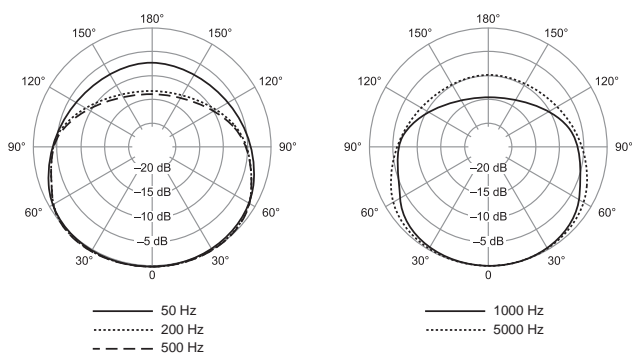 180°
150° 150°
120° 120°
90° 90°
60° 60°
30° 30°
0
–20 dB
–15 dB
–10 dB
–5 dB
50 Hz
200 Hz
500 Hz
180°
150° 150°
120° 120°
90° 90°
60° 60°
30° 30°
0
–20 dB
–15 dB
–10 dB
–5 dB
1000 Hz
5000 Hz